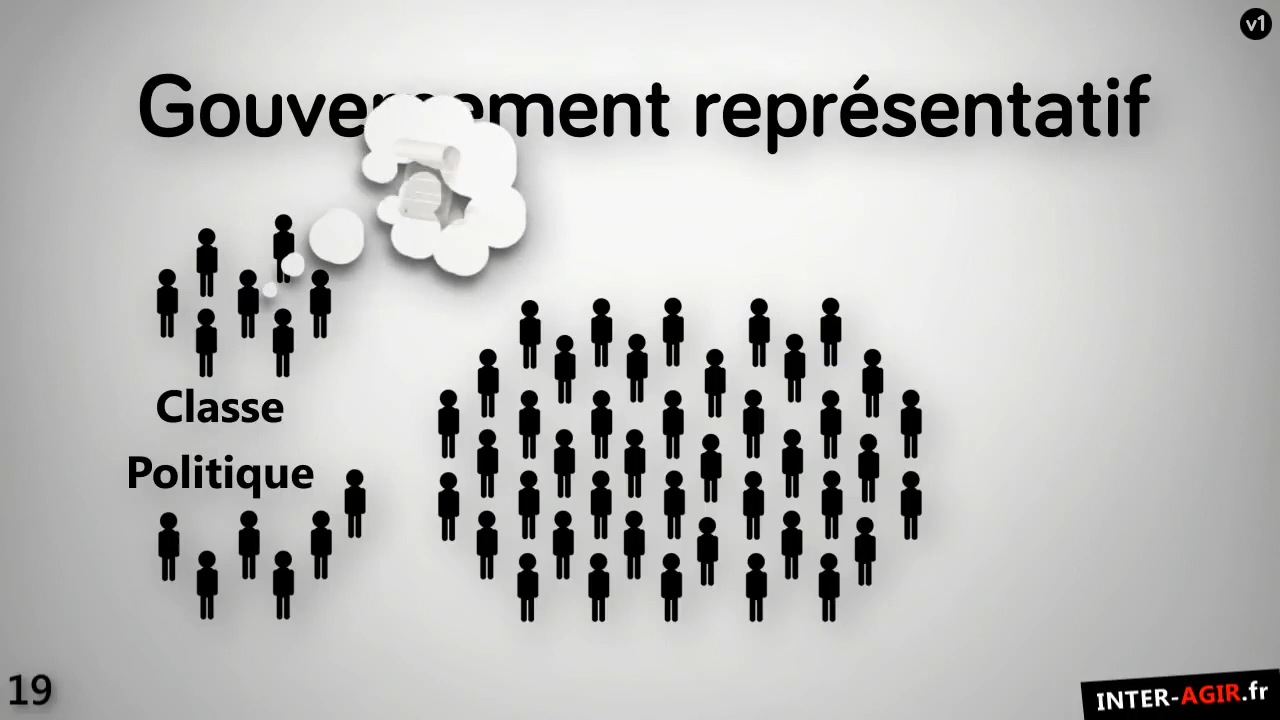 v1
Gouvernement représentatif
Classe
Politique
19
INTER-AGIR.fr